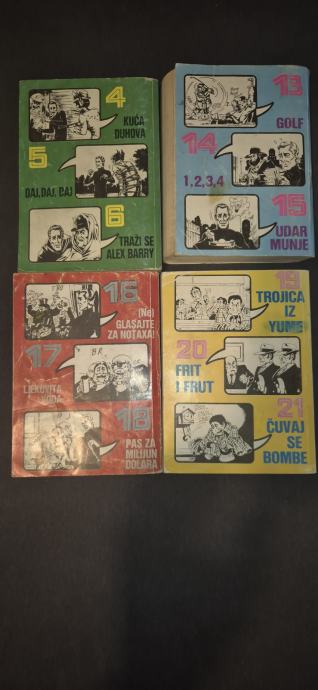 4
KUĆA
DUHOVA
5
DAJ, DAJ, DAJ
6
TRAŽI SE
ALEX BARRY
13
GOLF
14
1,2,3,4
15
UDAR
MUNJE
16
(Ne)
GLASAJTE
ZA NOTAXA!
17
LJEKOVITA
VODA
18
PAS ZA
MILIJUN
DOLARA
19
TROJICA
IZ
YUME
20
FRIT
I FRUT
21
ČUVAJ
SE
BOMBE